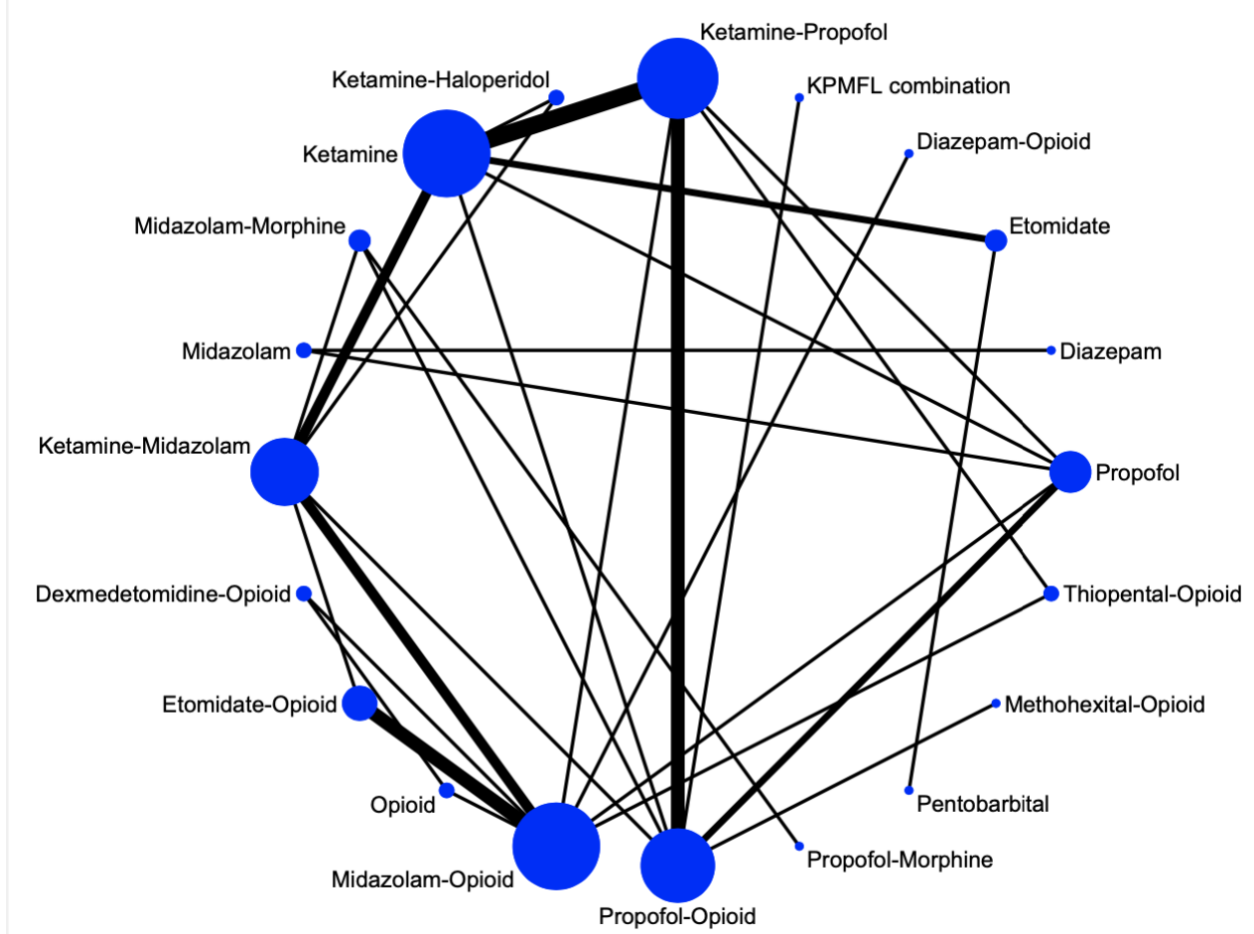 Ketamine-Propofol
Ketamine-Haloperidol
KPMFL combination
Diazepam-Opioid
Ketamine
Midazolam-Morphine
Etomidate
Midazolam
Diazepam
Ketamine-Midazolam
Propofol
Dexmedetomidine-Opioid
Thiopental-Opioid
Etomidate-Opioid
Methohexital-Opioid
Opioid
Pentobarbital
Propofol-Morphine
Midazolam-Opioid
Propofol-Opioid